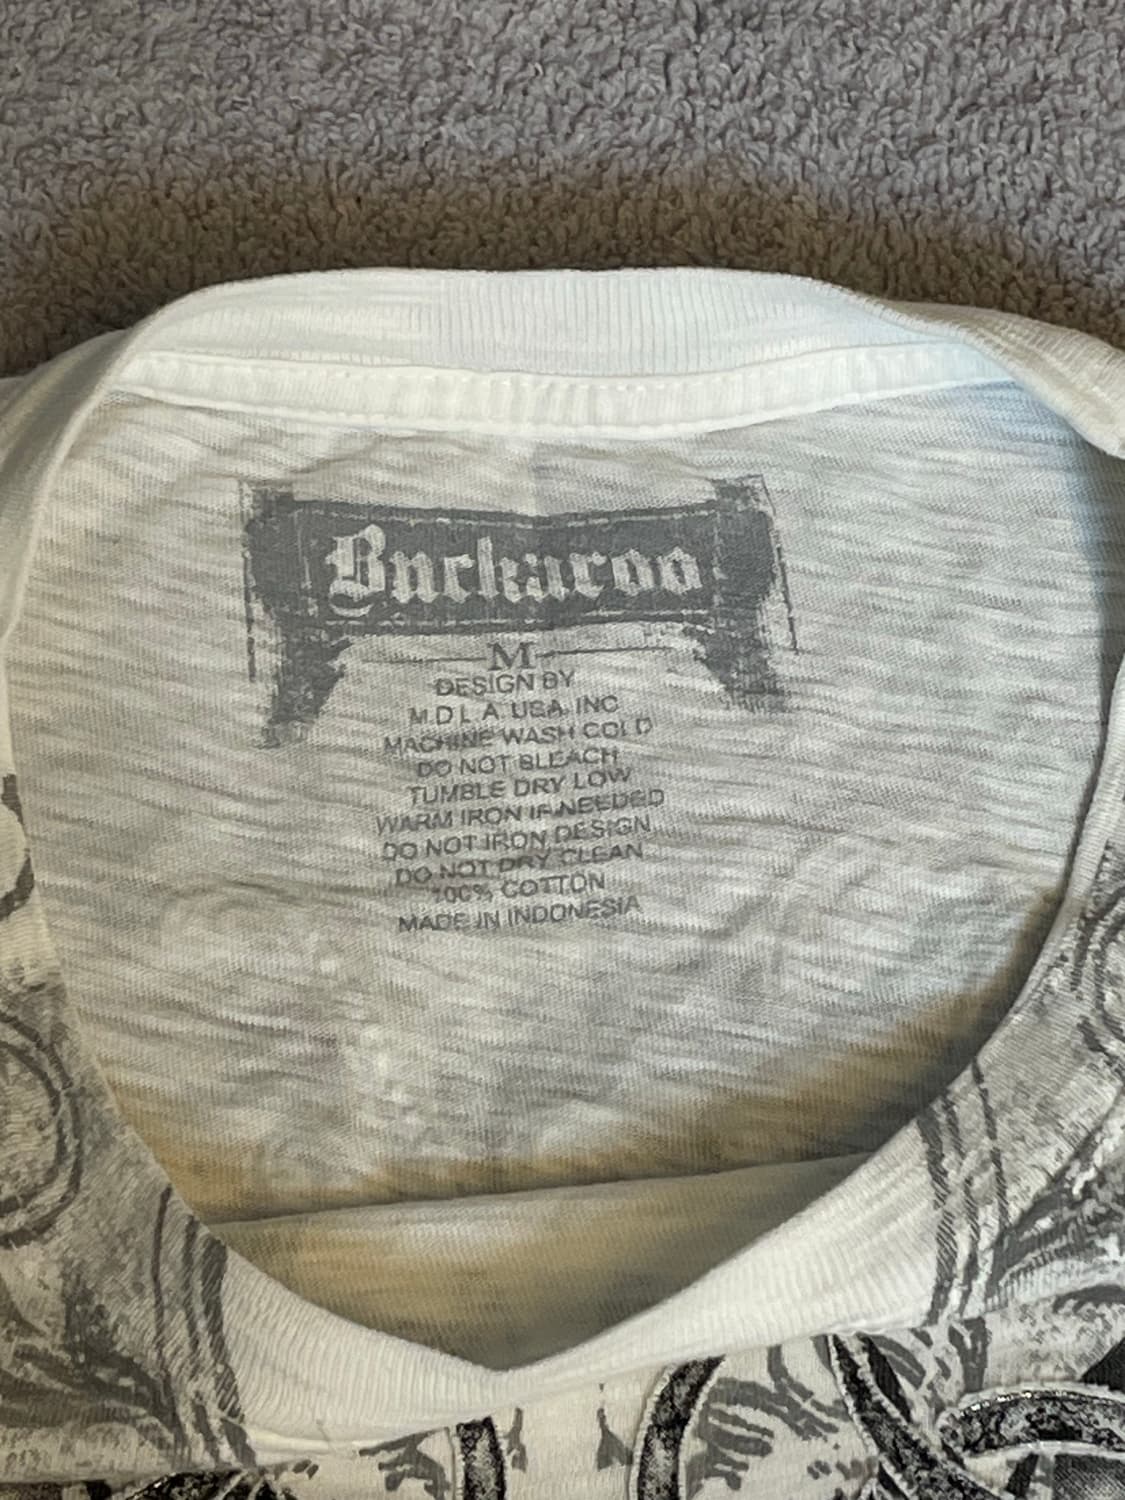 Buckaroo
M
DESIGN BY
M.D.L.A. USA. INC
MACHINE WASH COLD
DO NOT BLEACH
TUMBLE DRY LOW
WARM IRON IF NEEDED
DO NOT IRON DESIGN
DO NOT DRY CLEAN
100% COTTON
MADE IN INDONESIA